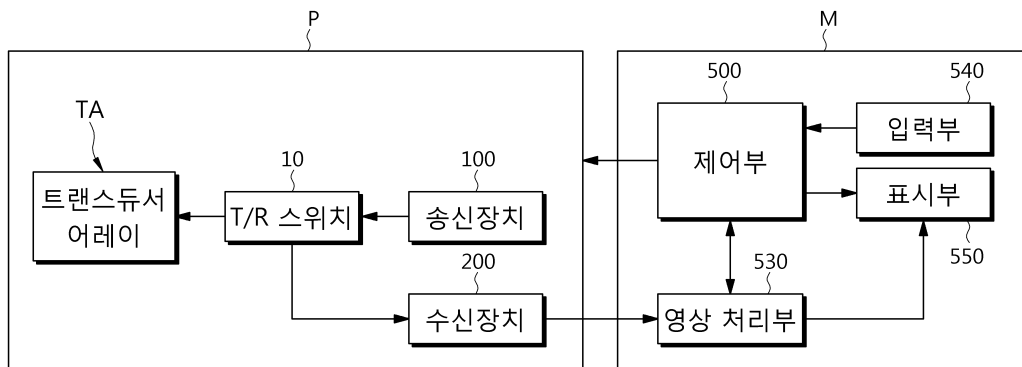 P
M
TA
트랜스듀서
어레이
10
T/R 스위치
100
송신장치
200
수신장치
500
제어부
540
입력부
표시부
550
530
영상 처리부